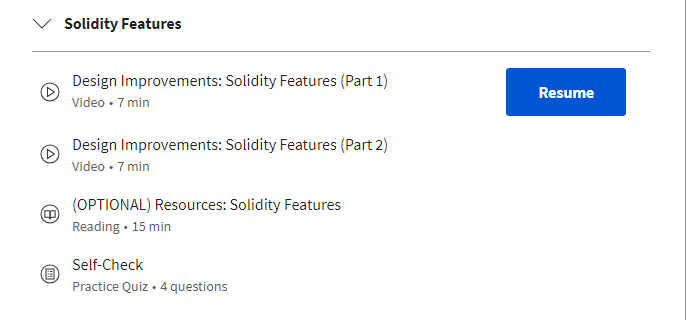 Solidity Features
Design Improvements: Solidity Features (Part 1)
Video • 7 min
Resume
Design Improvements: Solidity Features (Part 2)
Video • 7 min
(OPTIONAL) Resources: Solidity Features
Reading • 15 min
Self-Check
Practice Quiz • 4 questions